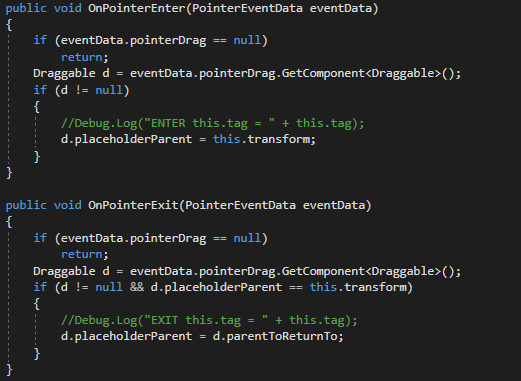 public void OnPointerEnter(PointerEventData eventData)
{
    if (eventData.pointerDrag == null)
        return;
    Draggable d = eventData.pointerDrag.GetComponent<Draggable>();
    if (d != null)
    {
        //Debug.Log("ENTER this.tag = " + this.tag);
        d.placeholderParent = this.transform;
    }
}

public void OnPointerExit(PointerEventData eventData)
{
    if (eventData.pointerDrag == null)
        return;
    Draggable d = eventData.pointerDrag.GetComponent<Draggable>();
    if (d != null && d.placeholderParent == this.transform)
    {
        //Debug.Log("EXIT this.tag = " + this.tag);
        d.placeholderParent = d.parentToReturnTo;
    }
}